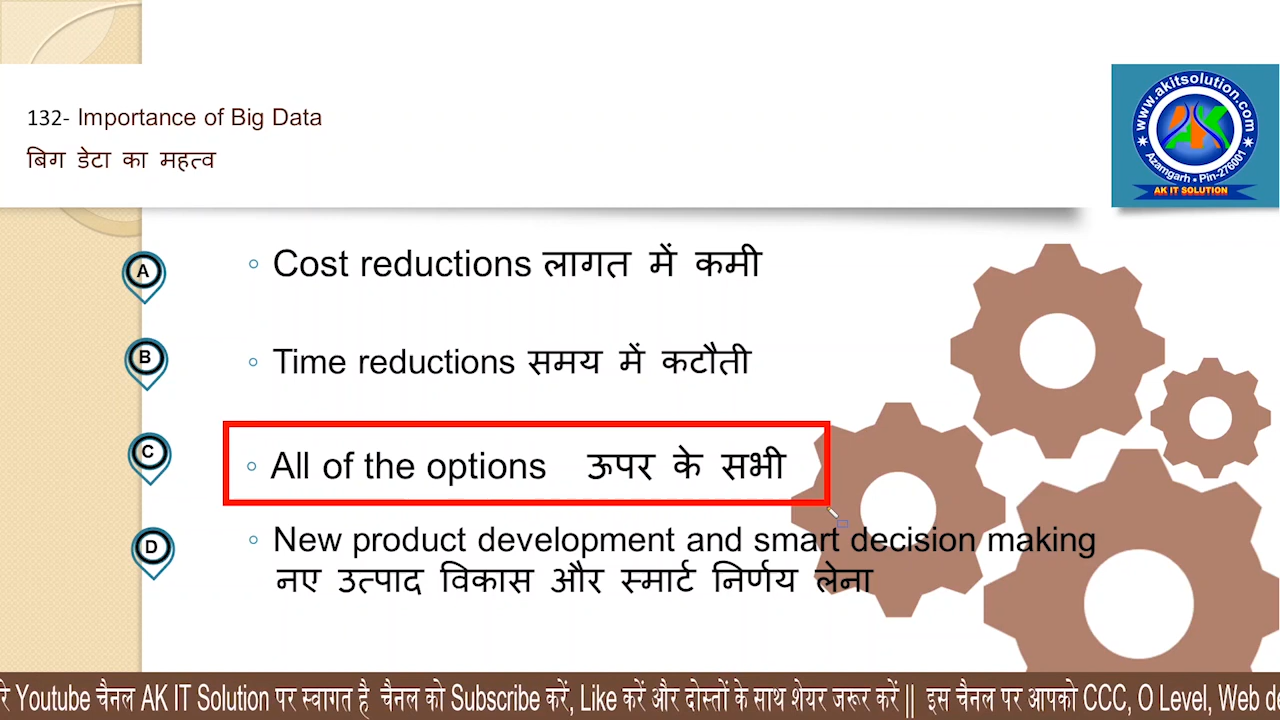 132- Importance of Big Data
बिग डेटा का महत्व
www.akitsolution.com
AK
Azamgarh • Pin-276001
AK IT SOLUTION
A
Cost reductions लागत में कमी
B
Time reductions समय में कटौती
C
All of the options ऊपर के सभी
D
New product development and smart decision making
नए उत्पाद विकास और स्मार्ट निर्णय लेना
रे Youtube चैनल AK IT Solution पर स्वागत है चैनल को Subscribe करें, Like करें और दोस्तों के साथ शेयर जरूर करें || इस चैनल पर आपको CCC, O Level, Web de